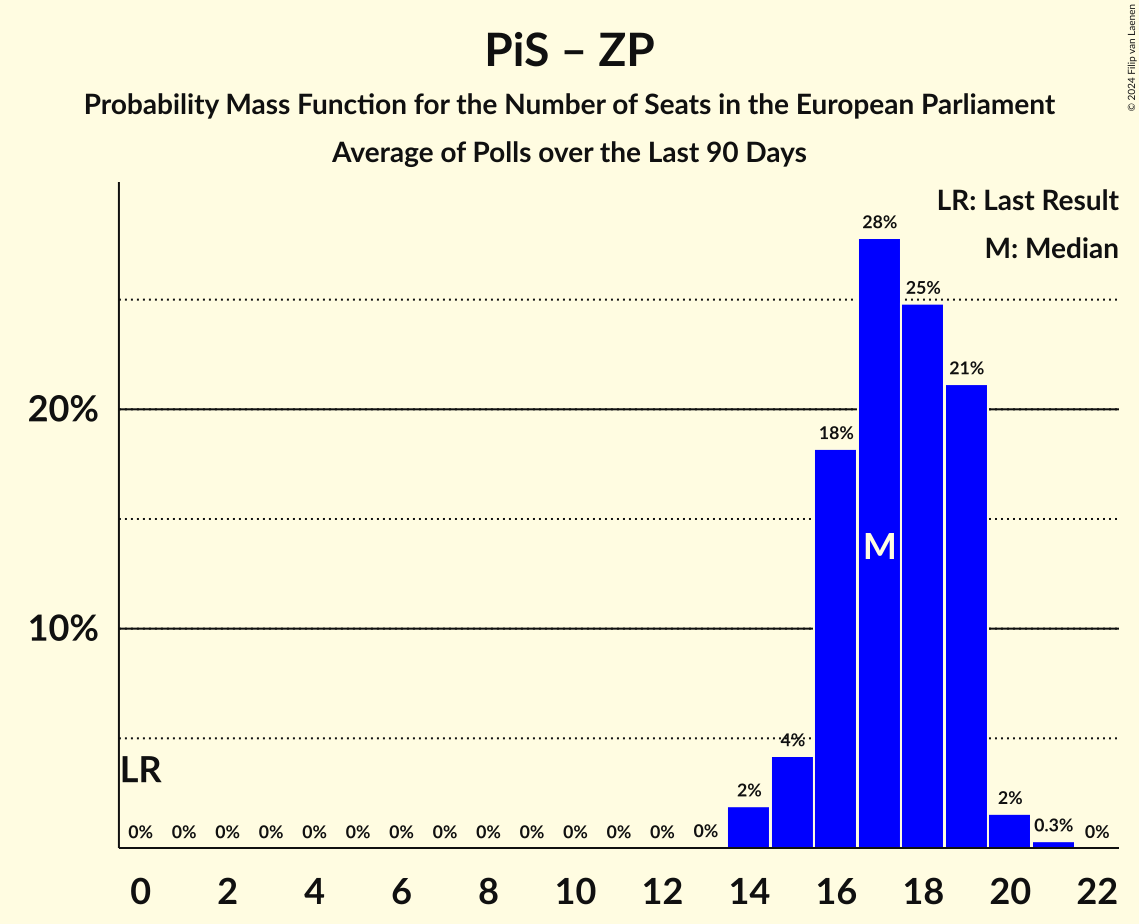 PiS – ZP
Probability Mass Function for the Number of Seats in the European Parliament
Average of Polls over the Last 90 Days
© 2024 Filip van Laenen
LR: Last Result
M: Median
28%
25%
21%
20%
18%
M
10%
4%
LR
2%
2%
0% 0% 0% 0% 0% 0% 0% 0% 0% 0% 0% 0% 0% 0% 0.3% 0%
0 2 4 6 8 10 12 14 16 18 20 22